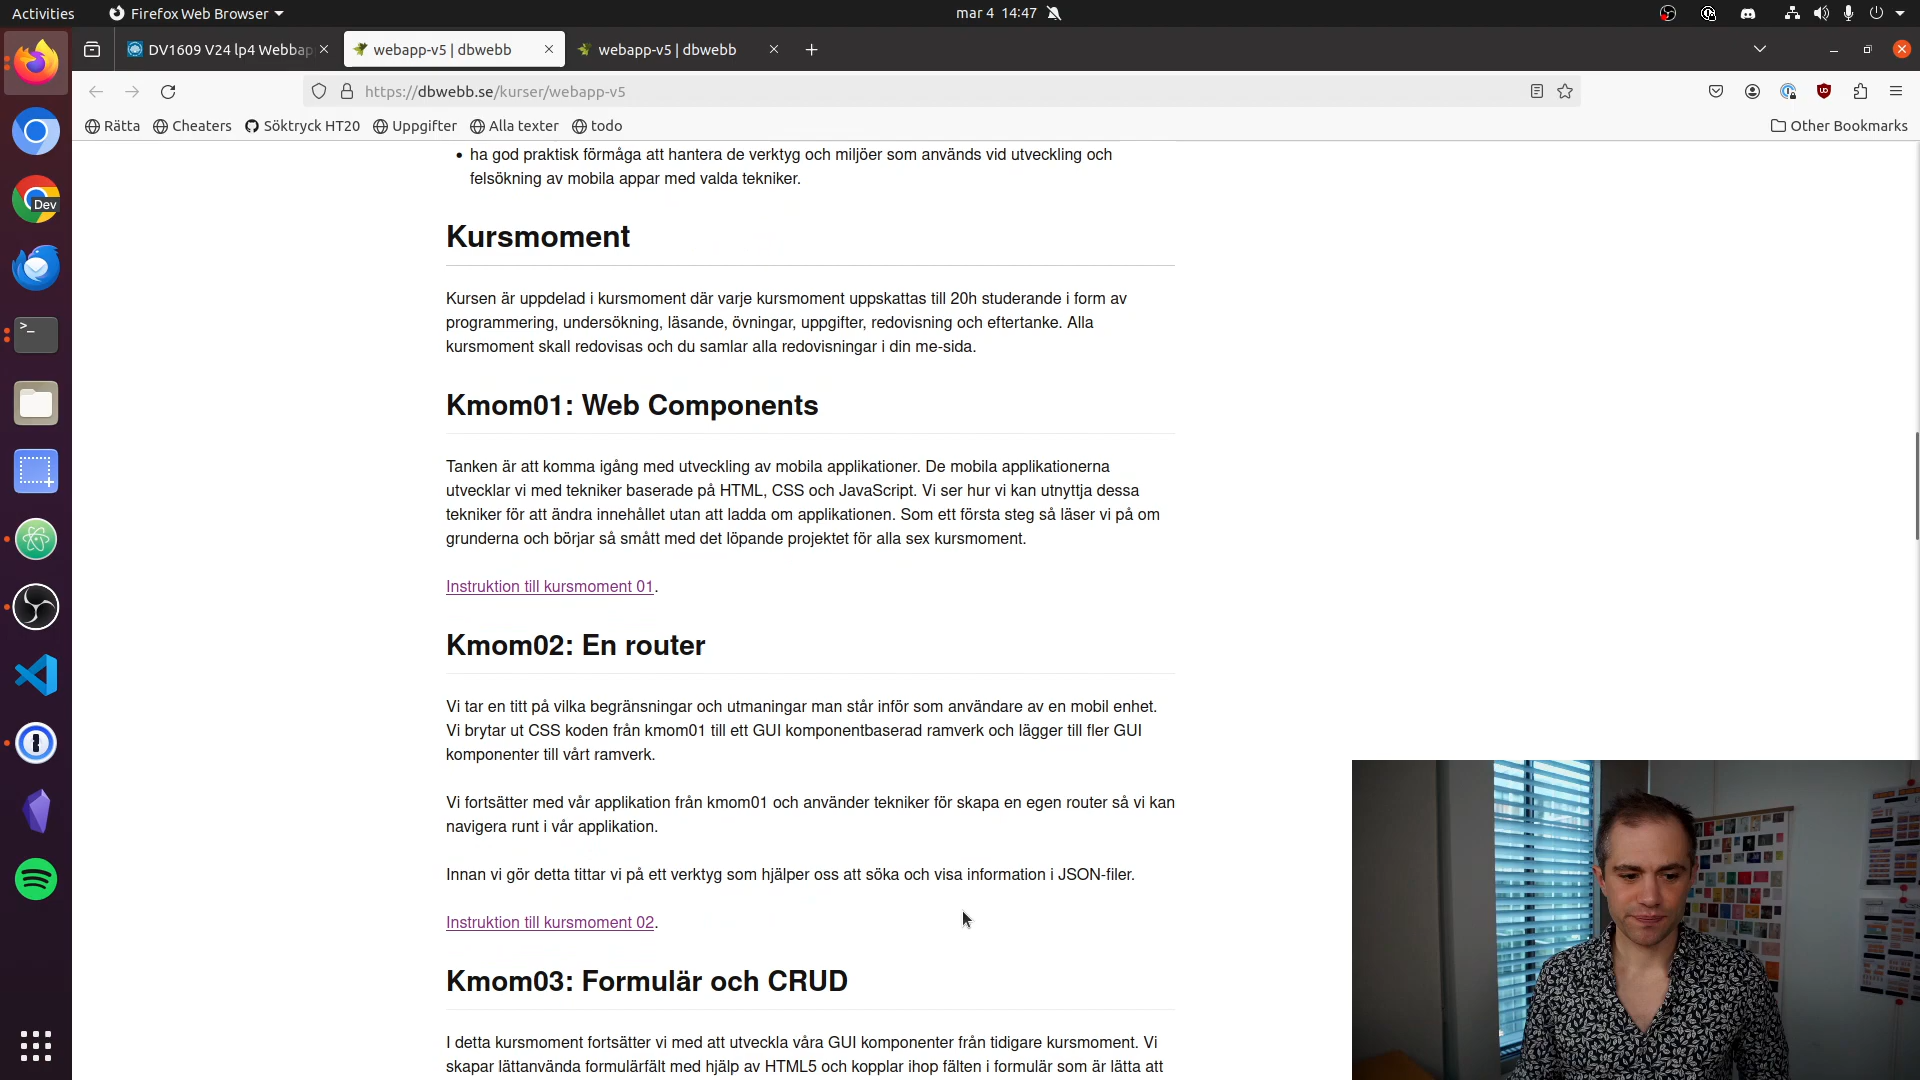 Activities
Firefox Web Browser
mar 4 14:47
DV1609 V24 lp4 Webbap
webapp-v5 | dbwebb
webapp-v5 | dbwebb
https://dbwebb.se/kurser/webapp-v5
Rätta
Cheaters
Söktryck HT20
Uppgifter
Alla texter
todo
Other Bookmarks
Dev
• ha god praktisk förmåga att hantera de verktyg och miljöer som används vid utveckling och
felsökning av mobila appar med valda tekniker.
Kursmoment
Kursen är uppdelad i kursmoment där varje kursmoment uppskattas till 20h studerande i form av
programmering, undersökning, läsande, övningar, uppgifter, redovisning och eftertanke. Alla
kursmoment skall redovisas och du samlar alla redovisningar i din me-sida.
Kmom01: Web Components
Tanken är att komma igång med utveckling av mobila applikationer. De mobila applikationerna
utvecklar vi med tekniker baserade på HTML, CSS och JavaScript. Vi ser hur vi kan utnyttja dessa
tekniker för att ändra innehållet utan att ladda om applikationen. Som ett första steg så läser vi på om
grunderna och börjar så smått med det löpande projektet för alla sex kursmoment.
Instruktion till kursmoment 01.
Kmom02: En router
Vi tar en titt på vilka begränsningar och utmaningar man står inför som användare av en mobil enhet.
Vi brytar ut CSS koden från kmom01 till ett GUI komponentbaserad ramverk och lägger till fler GUI
komponenter till vårt ramverk.
Vi fortsätter med vår applikation från kmom01 och använder tekniker för skapa en egen router så vi kan
navigera runt i vår applikation.
Innan vi gör detta tittar vi på ett verktyg som hjälper oss att söka och visa information i JSON-filer.
Instruktion till kursmoment 02.
Kmom03: Formulär och CRUD
I detta kursmoment fortsätter vi med att utveckla våra GUI komponenter från tidigare kursmoment. Vi
skapar lättanvända formulärfält med hjälp av HTML5 och kopplar ihop fälten i formulär som är lätta att